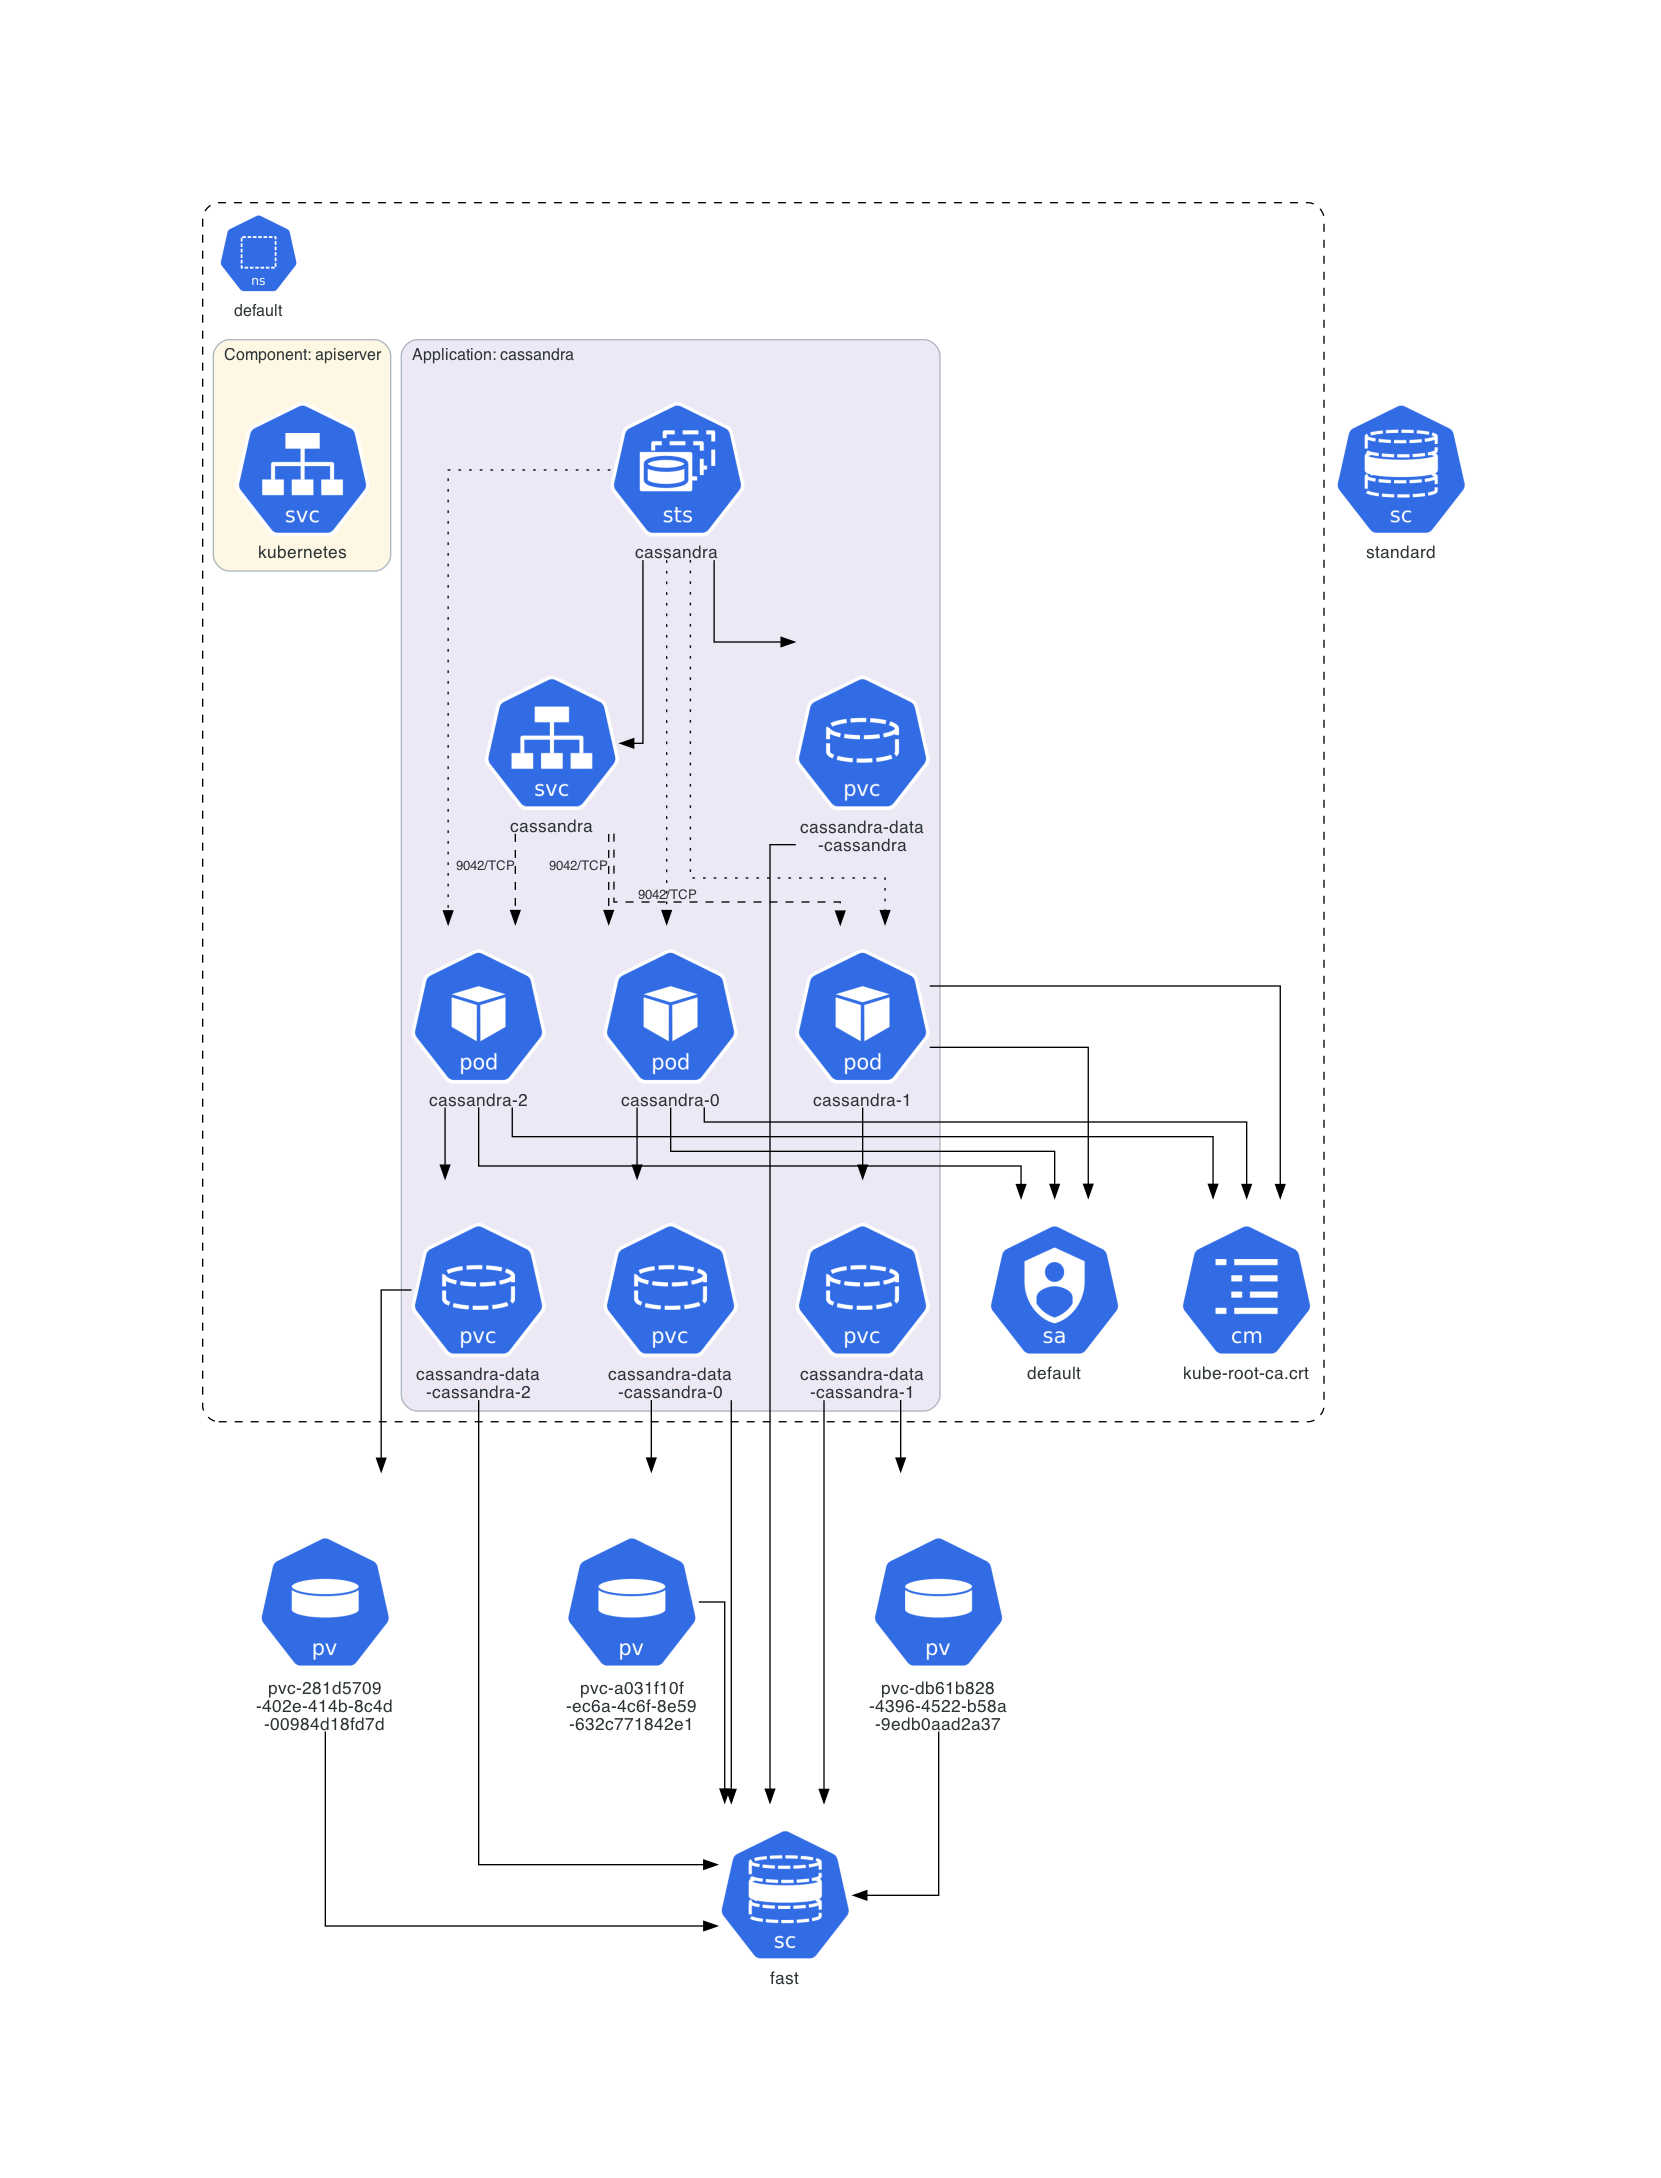 ns
default
Component: apiserver
Application: cassandra
svc
kubernetes
sts
cassandra
sc
standard
svc
cassandra
pvc
cassandra-data
-cassandra
9042/TCP
9042/TCP
9042/TCP
pod
cassandra-2
pod
cassandra-0
pod
cassandra-1
pvc
cassandra-data
-cassandra-2
pvc
cassandra-data
-cassandra-0
pvc
cassandra-data
-cassandra-1
sa
default
cm
kube-root-ca.crt
pv
pvc-281d5709
-402e-414b-8c4d
-00984d18fd7d
pv
pvc-a031f10f
-ec6a-4c6f-8e59
-632c771842e1
pv
pvc-db61b828
-4396-4522-b58a
-9edb0aad2a37
sc
fast